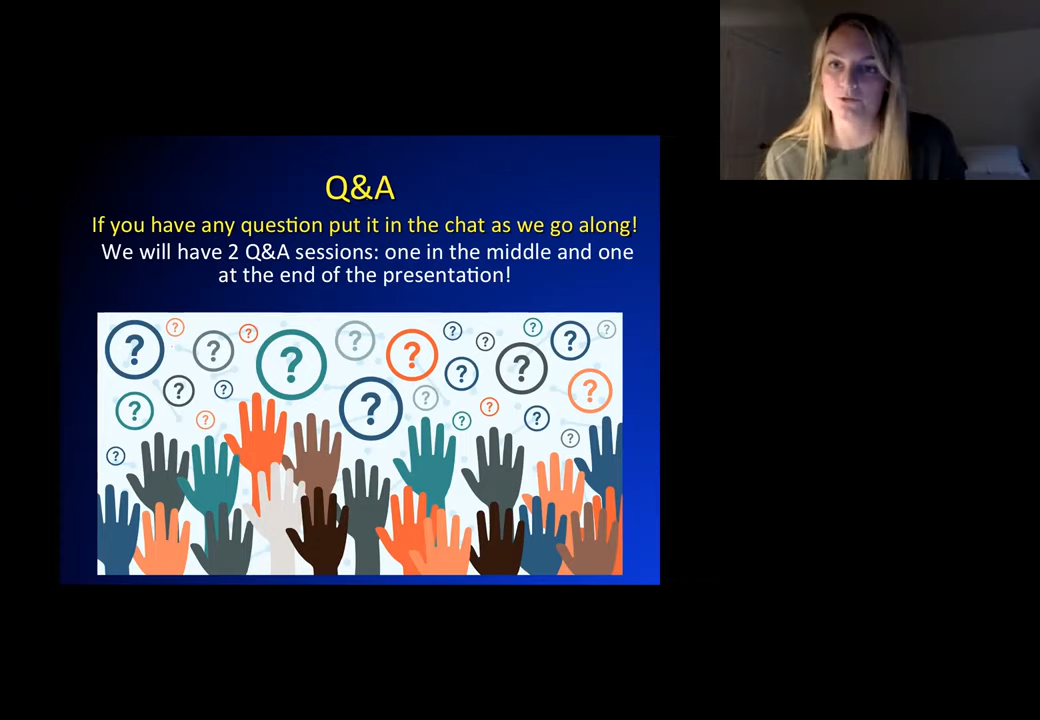 Q&A
If you have any question put it in the chat as we go along!
We will have 2 Q&A sessions: one in the middle and one
at the end of the presentation!